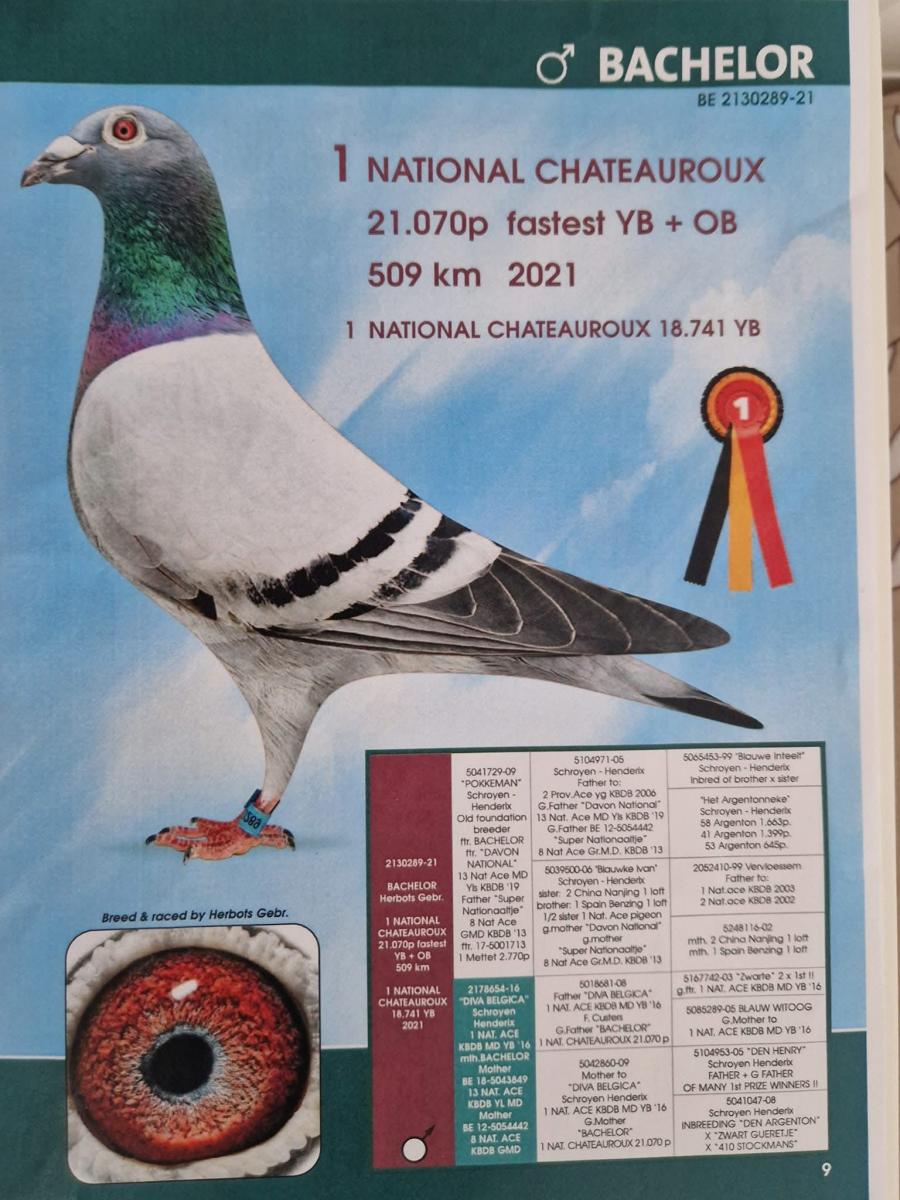 ♂ BACHELOR
BE 2130289-21
1 NATIONAL CHATEAUROUX
21.070p fastest YB + OB
509 km 2021
1 NATIONAL CHATEAUROUX 18.741 YB
1
Breed & raced by Herbots Gebr.
2130289-21
BACHELOR
Herbots Gebr.
1 NATIONAL
CHATEAUROUX
21.070p fastest
YB + OB
509 km
1 NATIONAL
CHATEAUROUX
18.741 YB
2021
5041729-09
"POKKEMAN"
Schroyen -
Henderix
Old foundation
breeder
ftr. BACHELOR
ftr. "DAVON
NATIONAL"
13 Nat Ace MD
Yls KBDB '19
Father "Super
Nationaaltje"
8 Nat Ace
GMD KBDB '13
ftr. 17-5001713
1 Mettet 2.770p
2178654-16
"DIVA BELGICA"
Schroyen
Henderix
1 NAT. ACE
KBDB MD YB '16
mth.BACHELOR
Mother
BE 18-5043849
13 NAT. ACE
KBDB YL MD
Mother
BE 12-5054442
8 NAT. ACE
KBDB GMD
5104971-05
Schroyen - Henderix
Father to:
2 Prov.Ace yg KBDB 2006
G.Father "Davon National"
13 Nat. Ace MD Yls KBDB '19
G.Father BE 12-5054442
"Super Nationaaltje"
8 Nat Ace Gr.M.D. KBDB '13
5039500-06 "Blauwke Ivan"
Schroyen - Henderix
sister: 2 China Nanjing 1 loft
brother: 1 Spain Benzing 1 loft
1/2 sister 1 Nat. Ace pigeon
g.mother "Davon National"
g.mother
"Super Nationaaltje"
8 Nat Ace Gr.M.D. KBDB '13
5018681-08
Father "DIVA BELGICA"
1 NAT. ACE KBDB MD YB '16
F. Custers
G.Father "BACHELOR"
1 NAT. CHATEAUROUX 21.070 p
5042860-09
Mother to
"DIVA BELGICA"
Schroyen Henderix
1 NAT. ACE KBDB MD YB '16
G.Mother
"BACHELOR"
1 NAT. CHATEAUROUX 21.070 p
5065453-99 "Blauwe Inteelt"
Schroyen - Henderix
Inbred of brother x sister
"Het Argentonneke"
Schroyen - Henderix
58 Argenton 1.663p.
41 Argenton 1.399p.
53 Argenton 645p.
2052410-99 Vervloessem
Father to:
1 Nat.ace KBDB 2003
2 Nat.ace KBDB 2002
5248116-02
mth. 2 China Nanjing 1 loft
mth. 1 Spain Benzing 1 loft
5167742-03 "Zwarte" 2 x 1st !!
g.ftr. 1 NAT. ACE KBDB MD YB '16
5085289-05 BLAUW WITOOG
G.Mother to
1 NAT. ACE KBDB MD YB '16
5104953-05 "DEN HENRY"
Schroyen Henderix
FATHER + G FATHER
OF MANY 1st PRIZE WINNERS !!
5041047-08
Schroyen Henderix
INBREEDING "DEN ARGENTON"
X "ZWART GUERETJE"
X "410 STOCKMANS"
9